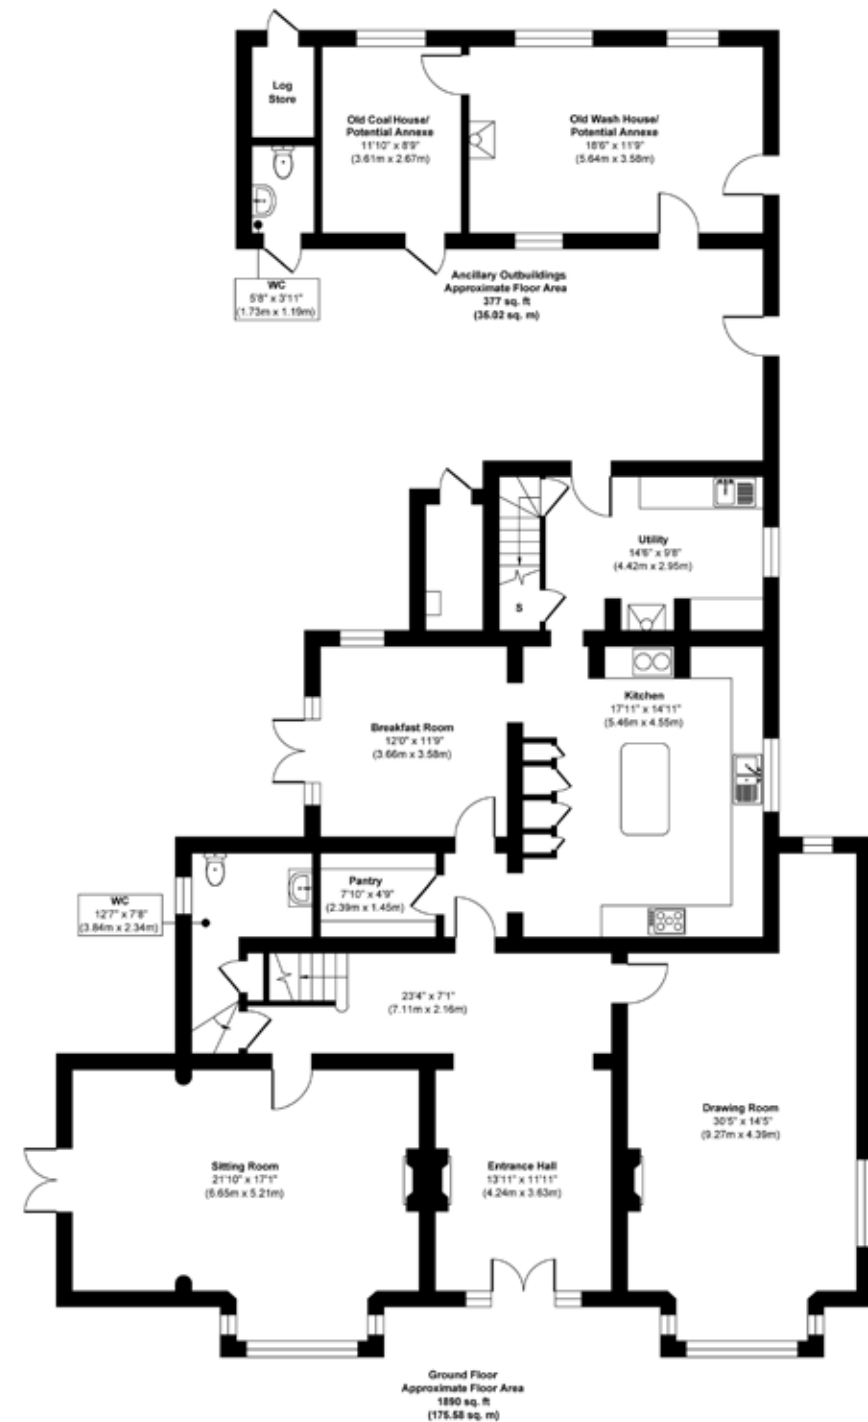 Log
Store
Old Coal House/
Potential Annexe
11'10" x 8'9"
(3.61m x 2.67m)
Old Wash House/
Potential Annexe
18'6" x 11'9"
(5.64m x 3.58m)
WC
5'8" x 3'11"
(1.73m x 1.19m)
Ancillary Outbuildings
Approximate Floor Area
377 sq. ft
(35.02 sq. m)
Utility
14'6" x 9'8"
(4.42m x 2.95m)
S
Kitchen
17'11" x 14'11"
(5.46m x 4.55m)
Breakfast Room
12'0" x 11'9"
(3.66m x 3.58m)
Pantry
7'10" x 4'9"
(2.39m x 1.45m)
WC
12'7" x 7'8"
(3.84m x 2.34m)
23'4" x 7'1"
(7.11m x 2.16m)
Drawing Room
30'5" x 14'5"
(9.27m x 4.39m)
Sitting Room
21'10" x 17'1"
(6.65m x 5.21m)
Entrance Hall
13'11" x 11'11"
(4.24m x 3.63m)
Ground Floor
Approximate Floor Area
1890 sq. ft
(175.58 sq. m)